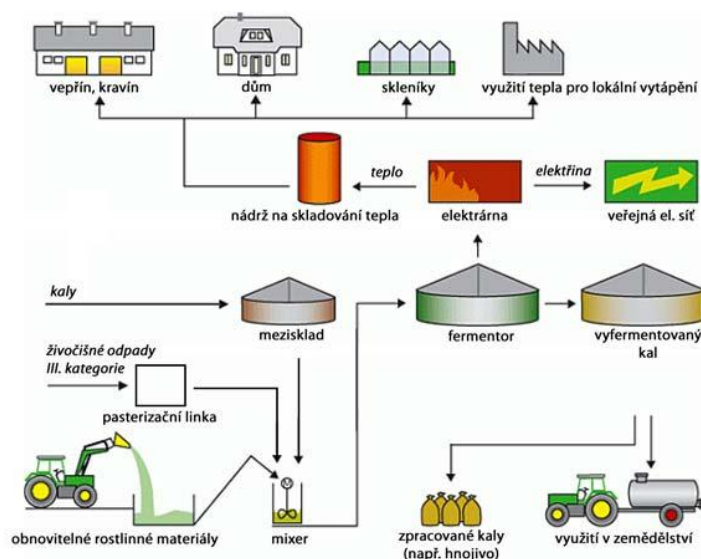 vepřín, kravín
dům
skleníky
využití tepla pro lokální vytápění
teplo
elektřina
nádrž na skladování tepla
elektrárna
veřejná el. síť
kaly
mezisklad
fermentor
vyfermentovaný
kal
živočišné odpady
III. kategorie
pasterizační linka
obnovitelné rostlinné materiály
mixer
zpracované kaly
(např. hnojivo)
využití v zemědělství